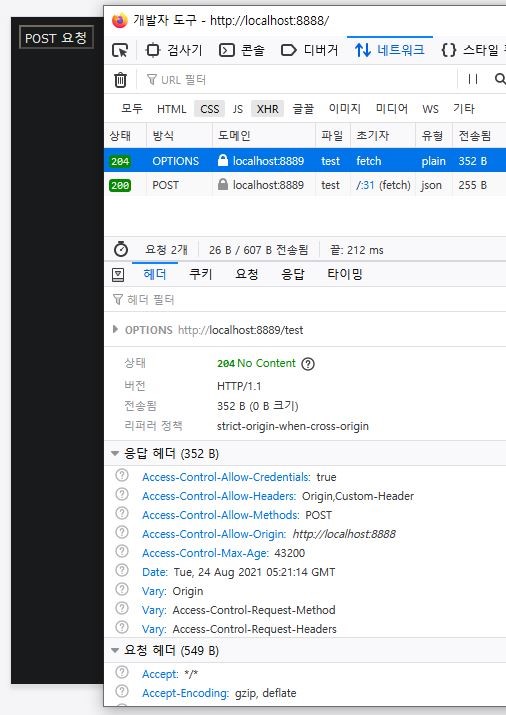 POST 요청
개발자 도구 - http://localhost:8888/
검사기 콘솔 디버거 네트워크 {} 스타일
URL 필터
모두 HTML CSS JS XHR 글꼴 이미지 미디어 WS 기타
상태 방식 도메인 파일 초기자 유형 전송됨
204 OPTIONS localhost:8889 test fetch plain 352 B
200 POST localhost:8889 test /:31 (fetch) json 255 B
요청 2개 26 B / 607 B 전송됨 끝: 212 ms
헤더 쿠키 요청 응답 타이밍
헤더 필터
OPTIONS http://localhost:8889/test
상태 204 No Content ?
버전 HTTP/1.1
전송됨 352 B (0 B 크기)
리퍼러 정책 strict-origin-when-cross-origin
응답 헤더 (352 B)
? Access-Control-Allow-Credentials: true
? Access-Control-Allow-Headers: Origin,Custom-Header
? Access-Control-Allow-Methods: POST
? Access-Control-Allow-Origin: http://localhost:8888
? Access-Control-Max-Age: 43200
? Date: Tue, 24 Aug 2021 05:21:14 GMT
? Vary: Origin
? Vary: Access-Control-Request-Method
? Vary: Access-Control-Request-Headers
요청 헤더 (549 B)
? Accept: */*
? Accept-Encoding: gzip, deflate